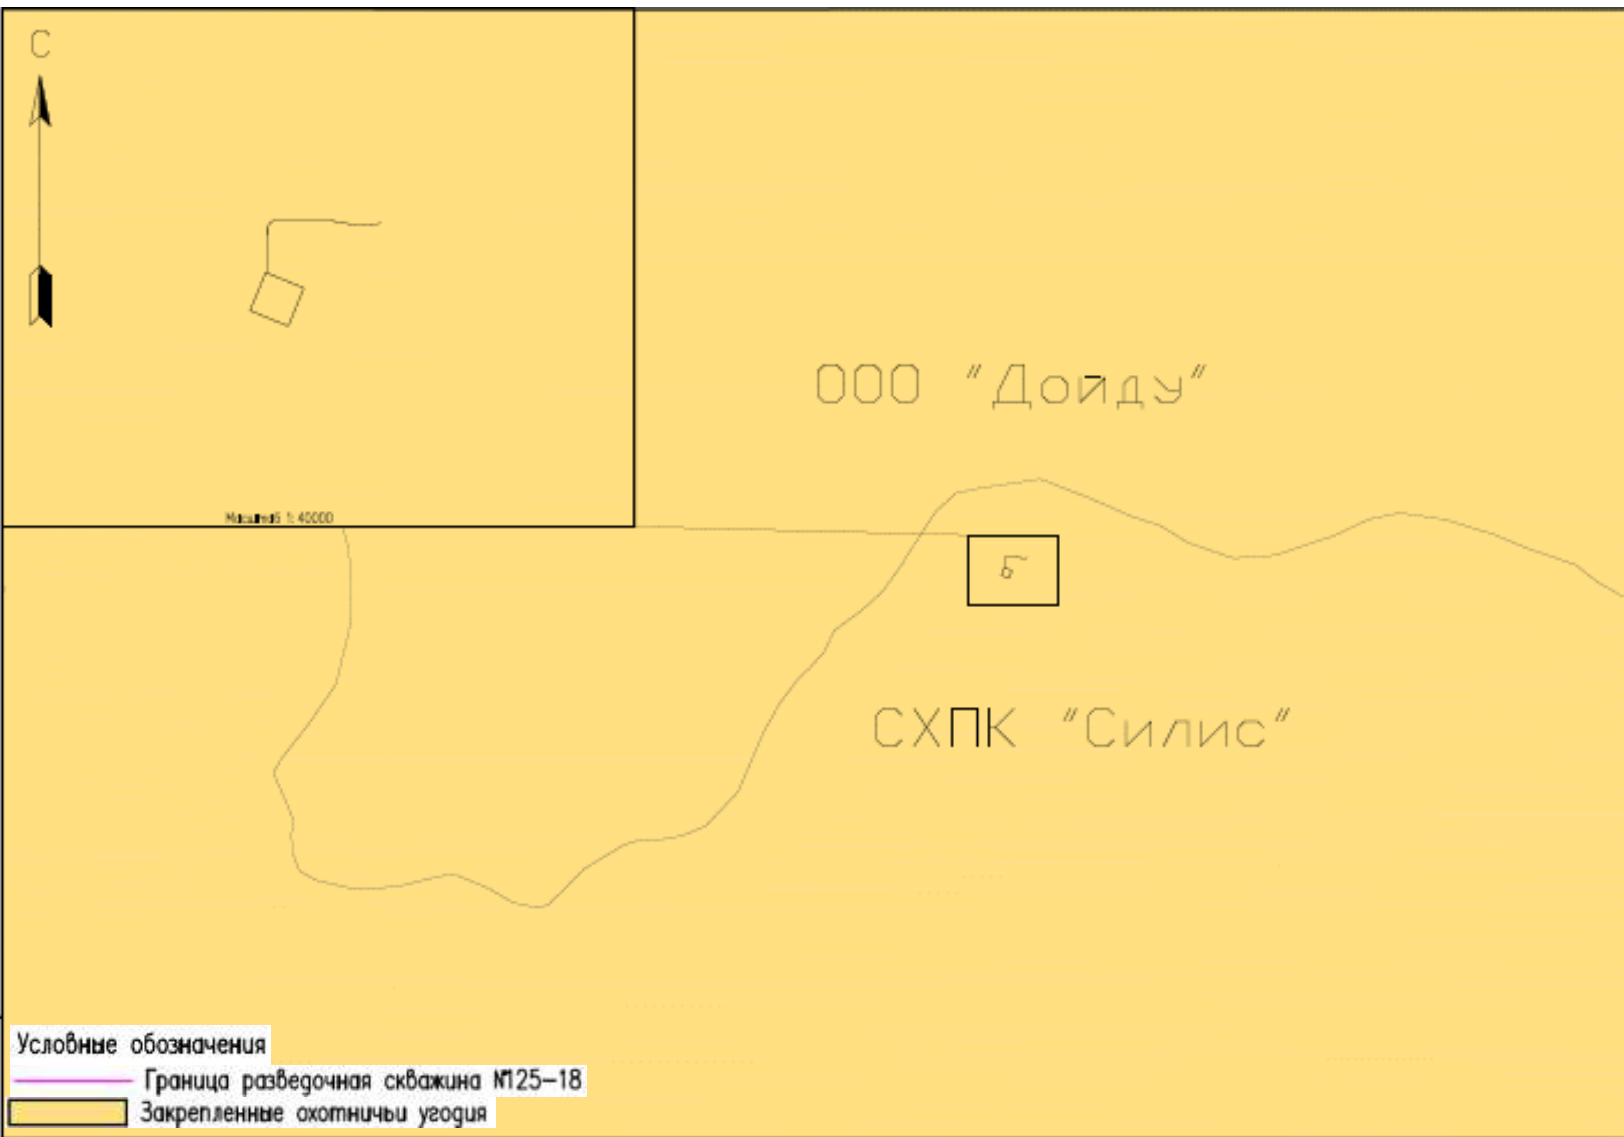 С
ООО "Дойду"
Масштаб 1: 40000
СХПК "Силис"
Условные обозначения
Граница разведочная скважина №125-18
Закрепленные охотничьи угодия